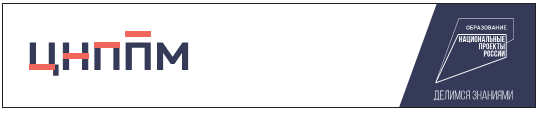 ЦНППМ
ОБРАЗОВАНИЕ
НАЦИОНАЛЬНЫЕ
ПРОЕКТЫ
РОССИИ
ДЕЛИМСЯ ЗНАНИЯМИ